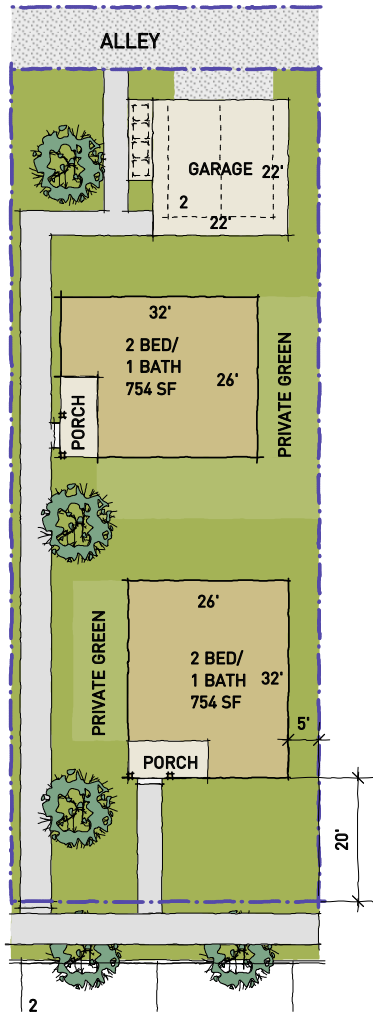 ALLEY
GARAGE
22'
2
22'
32'
2 BED/
1 BATH
754 SF
26'
PRIVATE GREEN
PORCH
26'
PRIVATE GREEN
2 BED/
1 BATH
754 SF
32'
5'
PORCH
20'
2